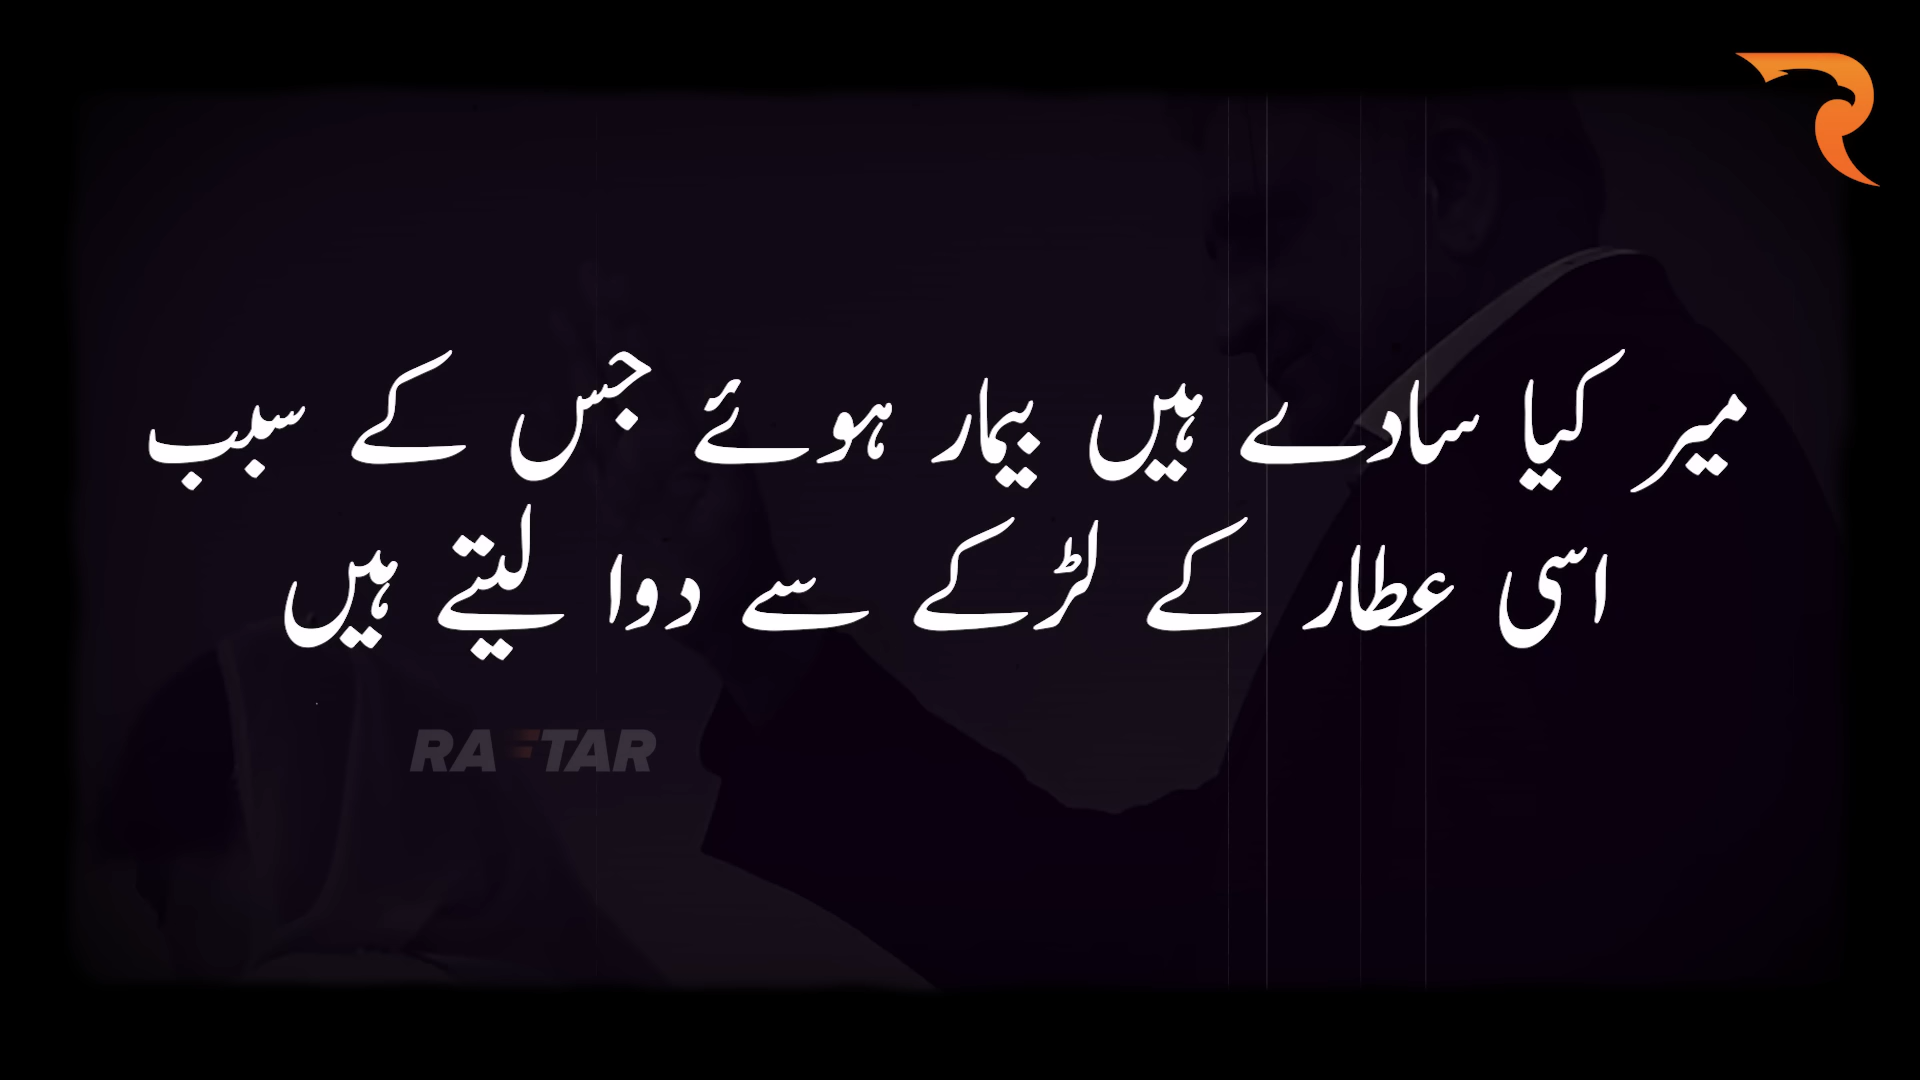 میر کیا سادے ہیں بیمار ہوئے جس کے سبب
اسی عطار کے لڑکے سے دوا لیتے ہیں
RAFTAR